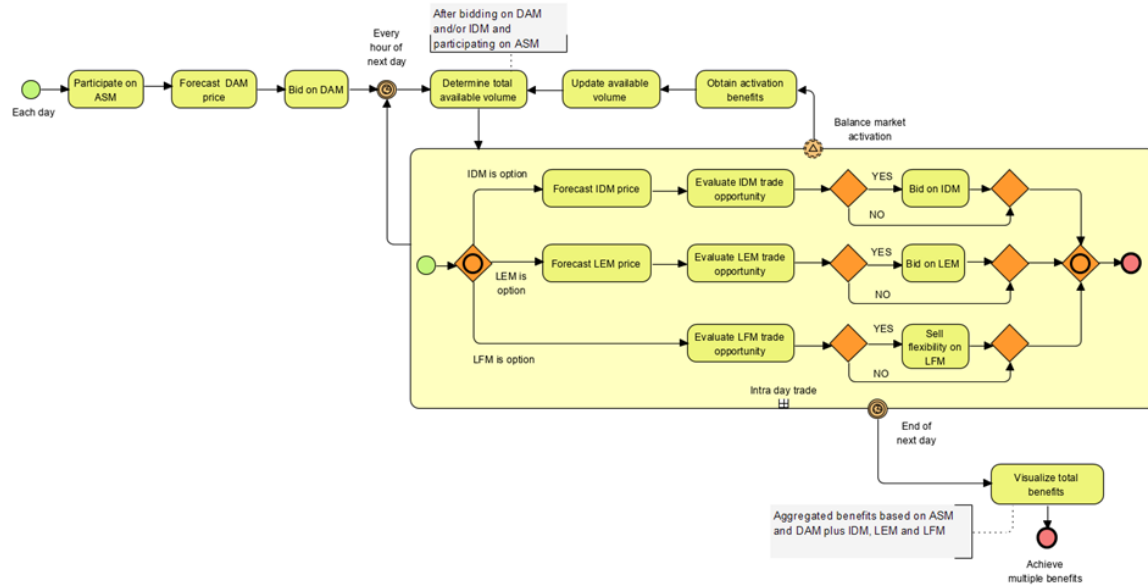 After bidding on DAM
and/or IDM and
participating on ASM
Every
hour of
next day
Each day
Participate on
ASM
Forecast DAM
price
Bid on DAM
Determine total
available volume
Update available
volume
Obtain activation
benefits
Balance market
activation
IDM is option
Forecast IDM price
Evaluate IDM trade
opportunity
YES
Bid on IDM
NO
LEM is
option
Forecast LEM price
Evaluate LEM trade
opportunity
YES
Bid on LEM
NO
LFM is option
Evaluate LFM trade
opportunity
YES
Sell
flexibility on
LFM
NO
Intra day trade
End of
next day
Visualize total
benefits
Aggregated benefits based on ASM
and DAM plus IDM, LEM and LFM
Achieve
multiple benefits